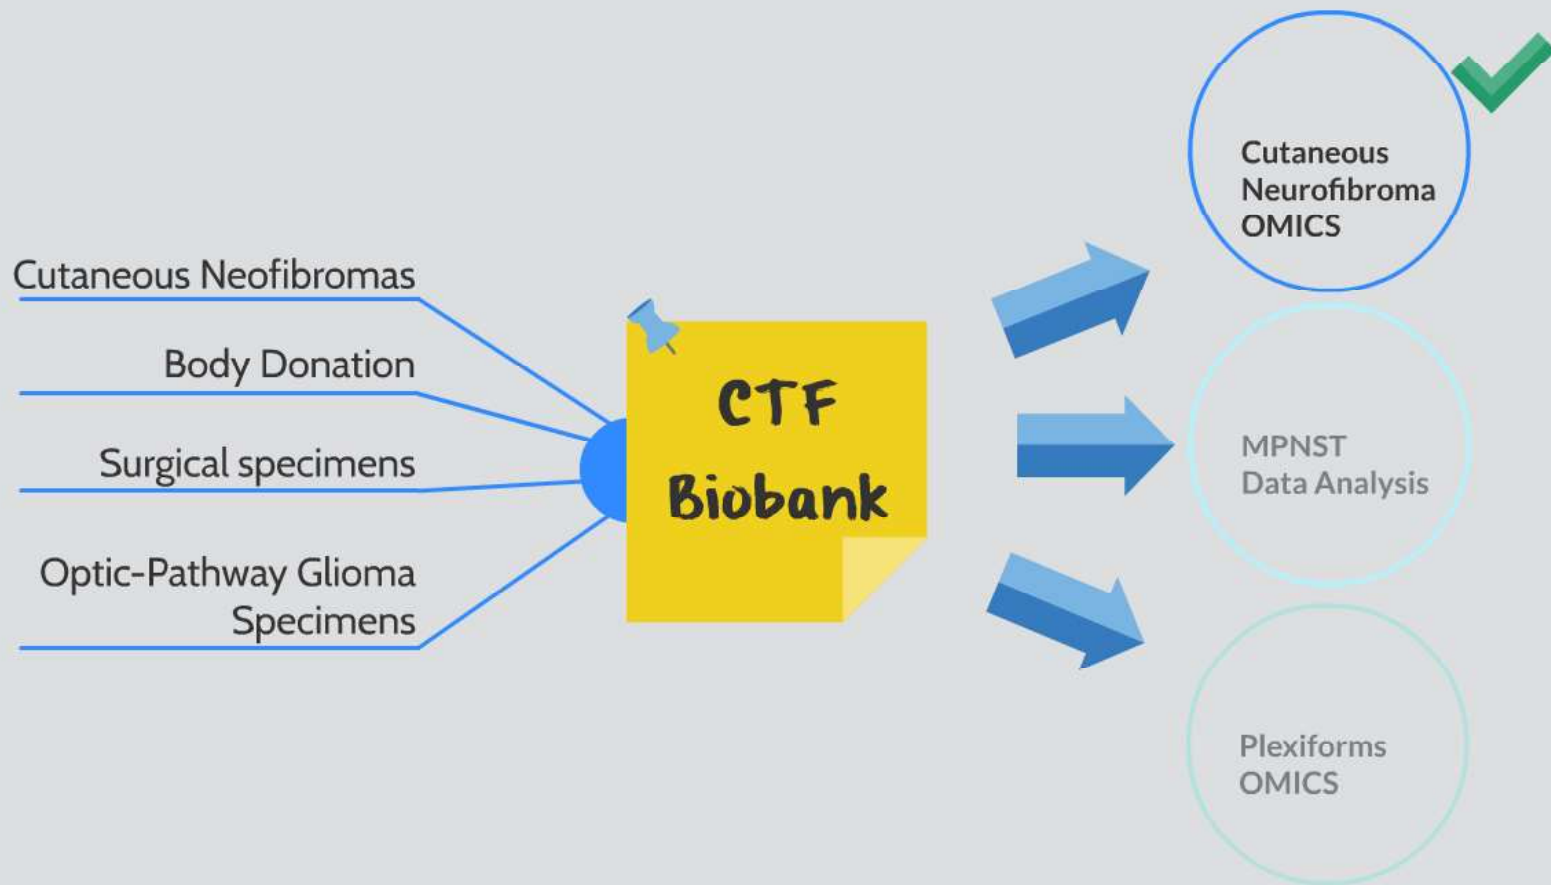 Cutaneous Neofibromas
Body Donation
Surgical specimens
Optic-Pathway Glioma
Specimens
CTF
Biobank
Cutaneous
Neurofibroma
OMICS
MPNST
Data Analysis
Plexiforms
OMICS